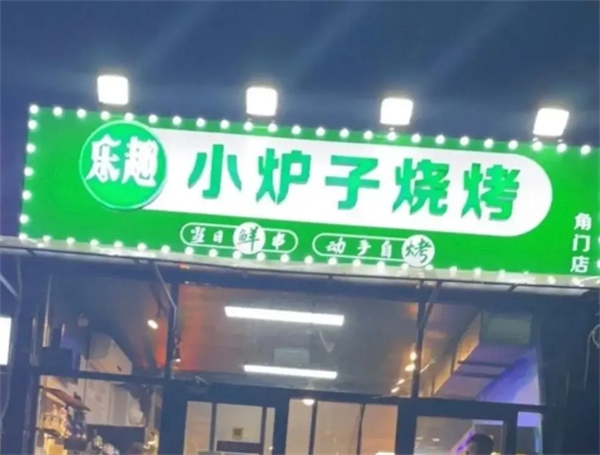 乐趣
小炉子烧烤
当日鲜串 动手自烤
角门店